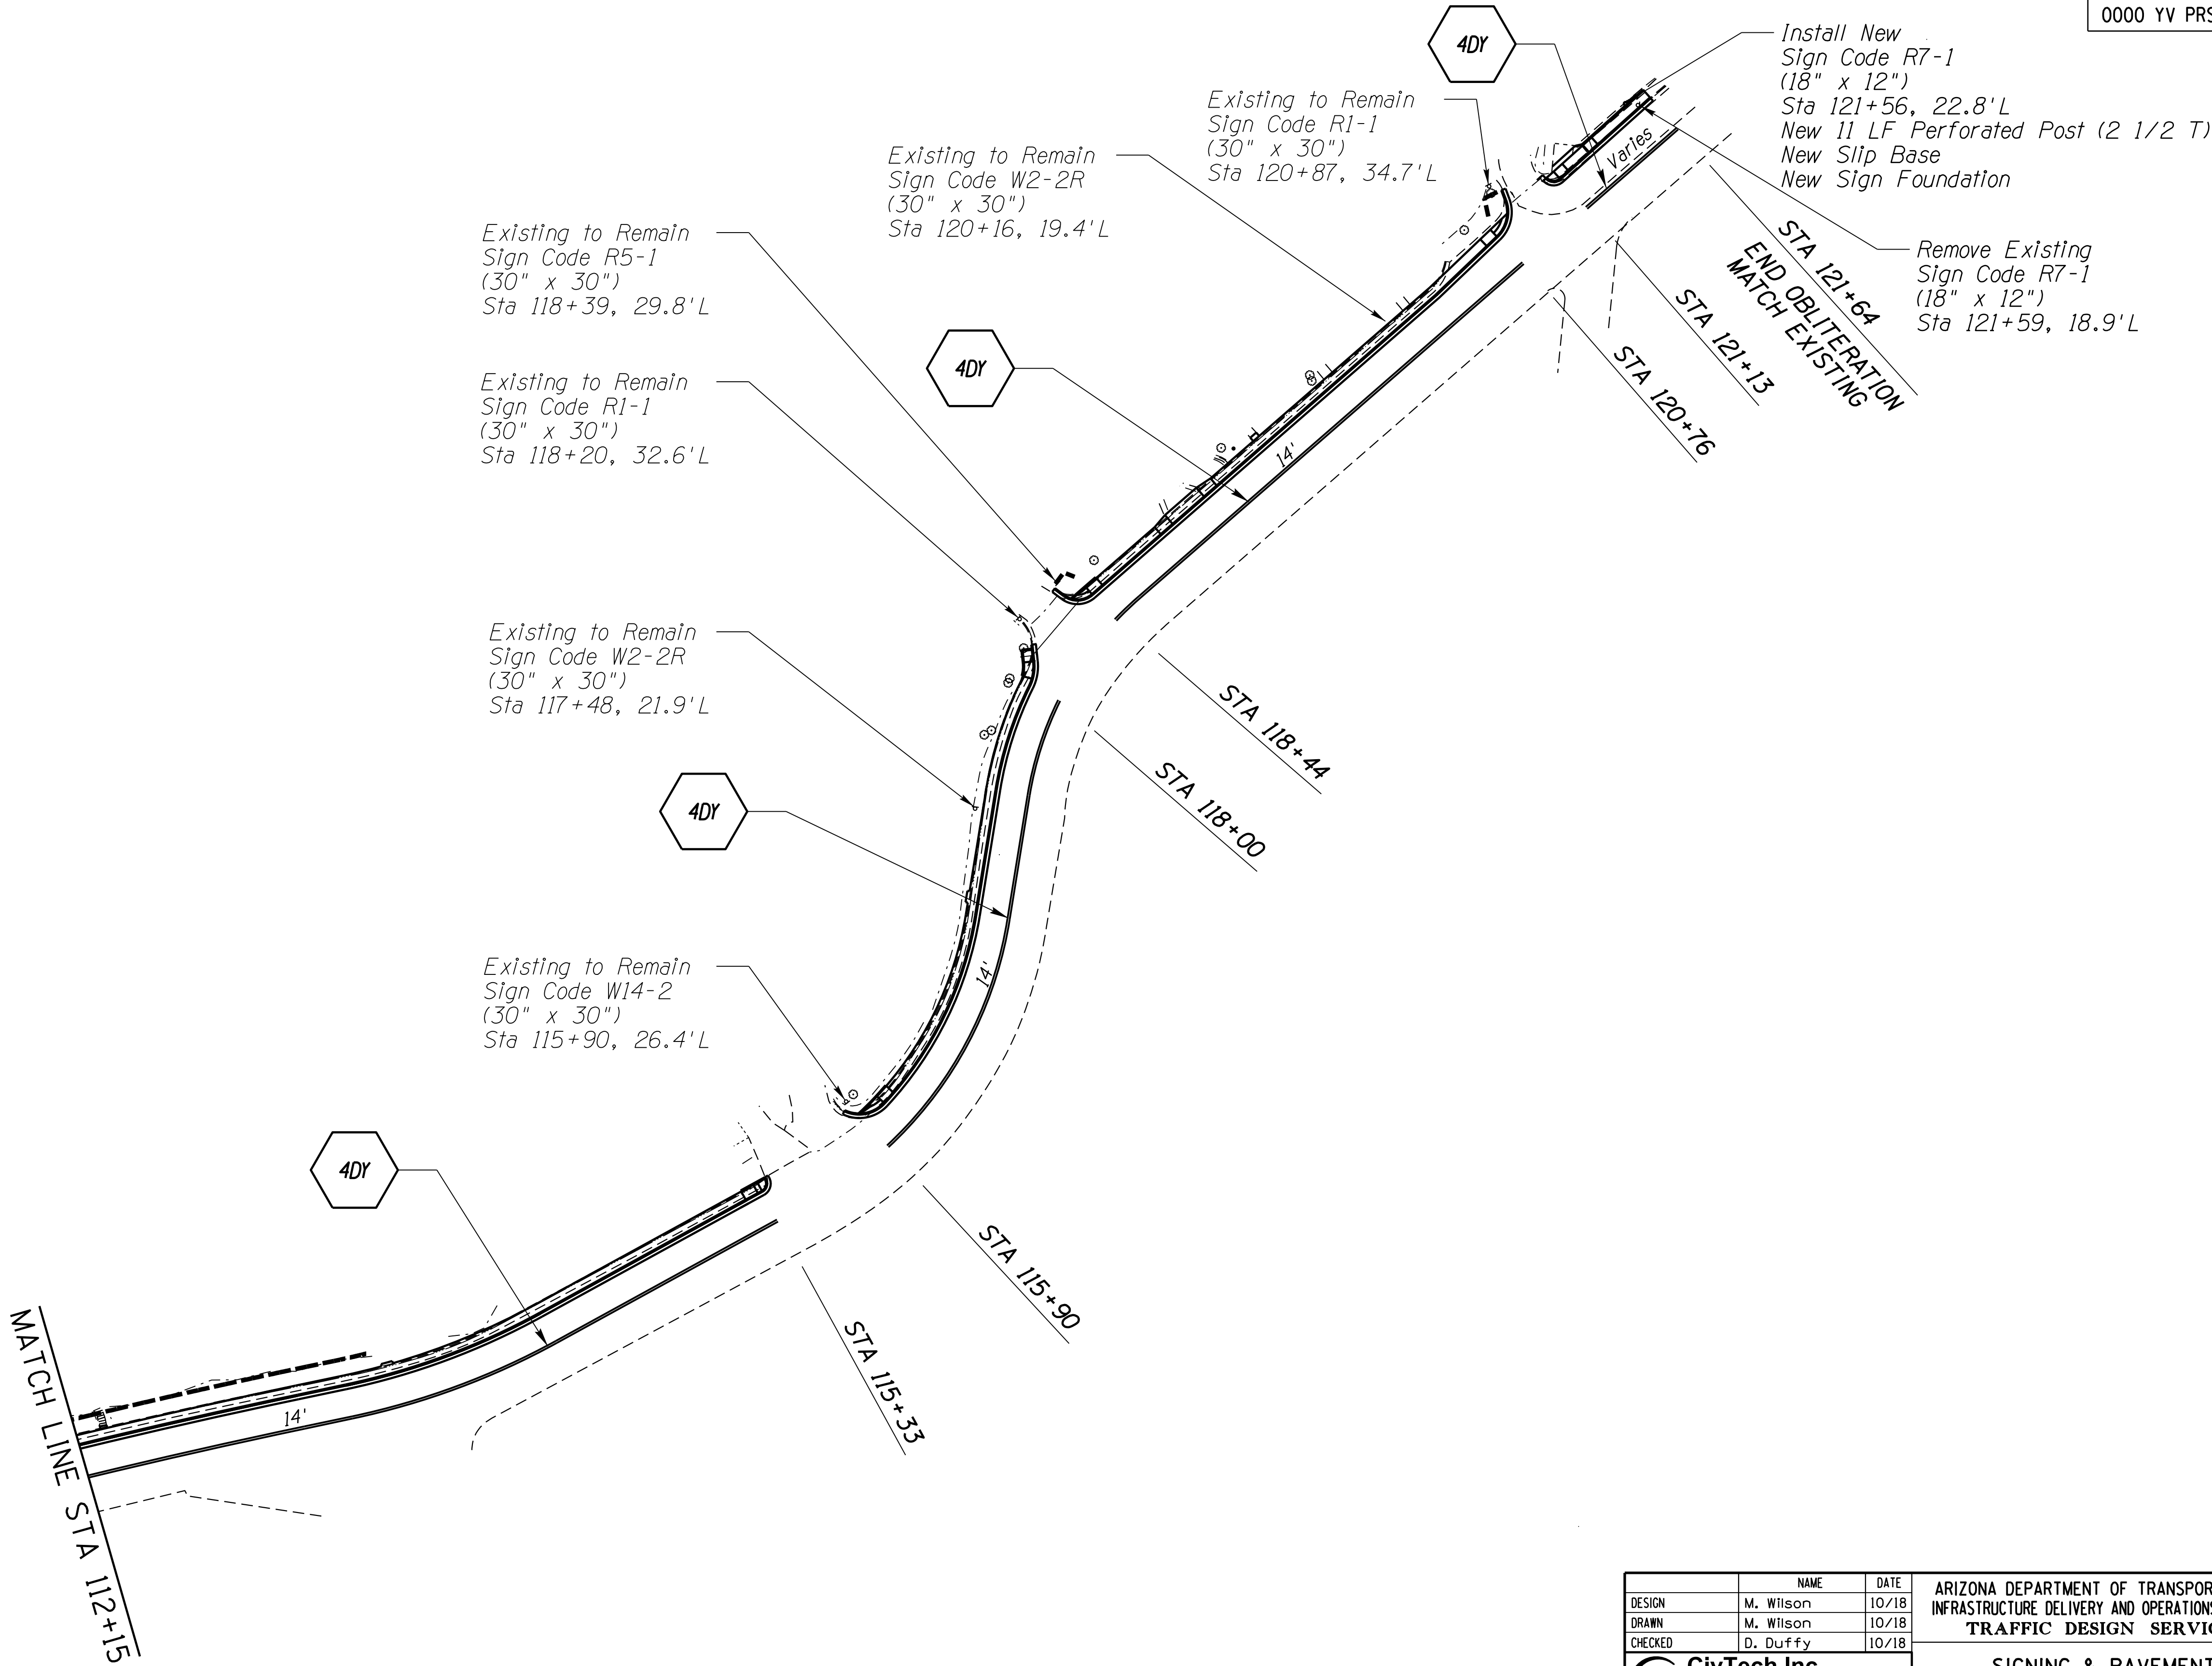 0000 YV PRS
4DY
Install New
Sign Code R7-1
(18" x 12")
Sta 121+56, 22.8'L
New 11 LF Perforated Post (2 1/2 T)
New Slip Base
New Sign Foundation
Existing to Remain
Sign Code R1-1
(30" x 30")
Sta 120+87, 34.7'L
Existing to Remain
Sign Code W2-2R
(30" x 30")
Sta 120+16, 19.4'L
Varies
Existing to Remain
Sign Code R5-1
(30" x 30")
Sta 118+39, 29.8'L
Remove Existing
Sign Code R7-1
(18" x 12")
Sta 121+59, 18.9'L
STA 121+64
END OBLITERATION
MATCH EXISTING
STA 121+13
STA 120+76
4DY
14'
Existing to Remain
Sign Code R1-1
(30" x 30")
Sta 118+20, 32.6'L
Existing to Remain
Sign Code W2-2R
(30" x 30")
Sta 117+48, 21.9'L
STA 118+44
STA 118+00
4DY
14'
Existing to Remain
Sign Code W14-2
(30" x 30")
Sta 115+90, 26.4'L
4DY
STA 115+90
STA 115+33
14'
MATCH LINE STA 112+15
NAME DATE
DESIGN M. Wilson 10/18
DRAWN M. Wilson 10/18
CHECKED D. Duffy 10/18
ARIZONA DEPARTMENT OF TRANSPOR
INFRASTRUCTURE DELIVERY AND OPERATIONS
TRAFFIC DESIGN SERVIC
CivTech Inc
SIGNING & PAVEMENT